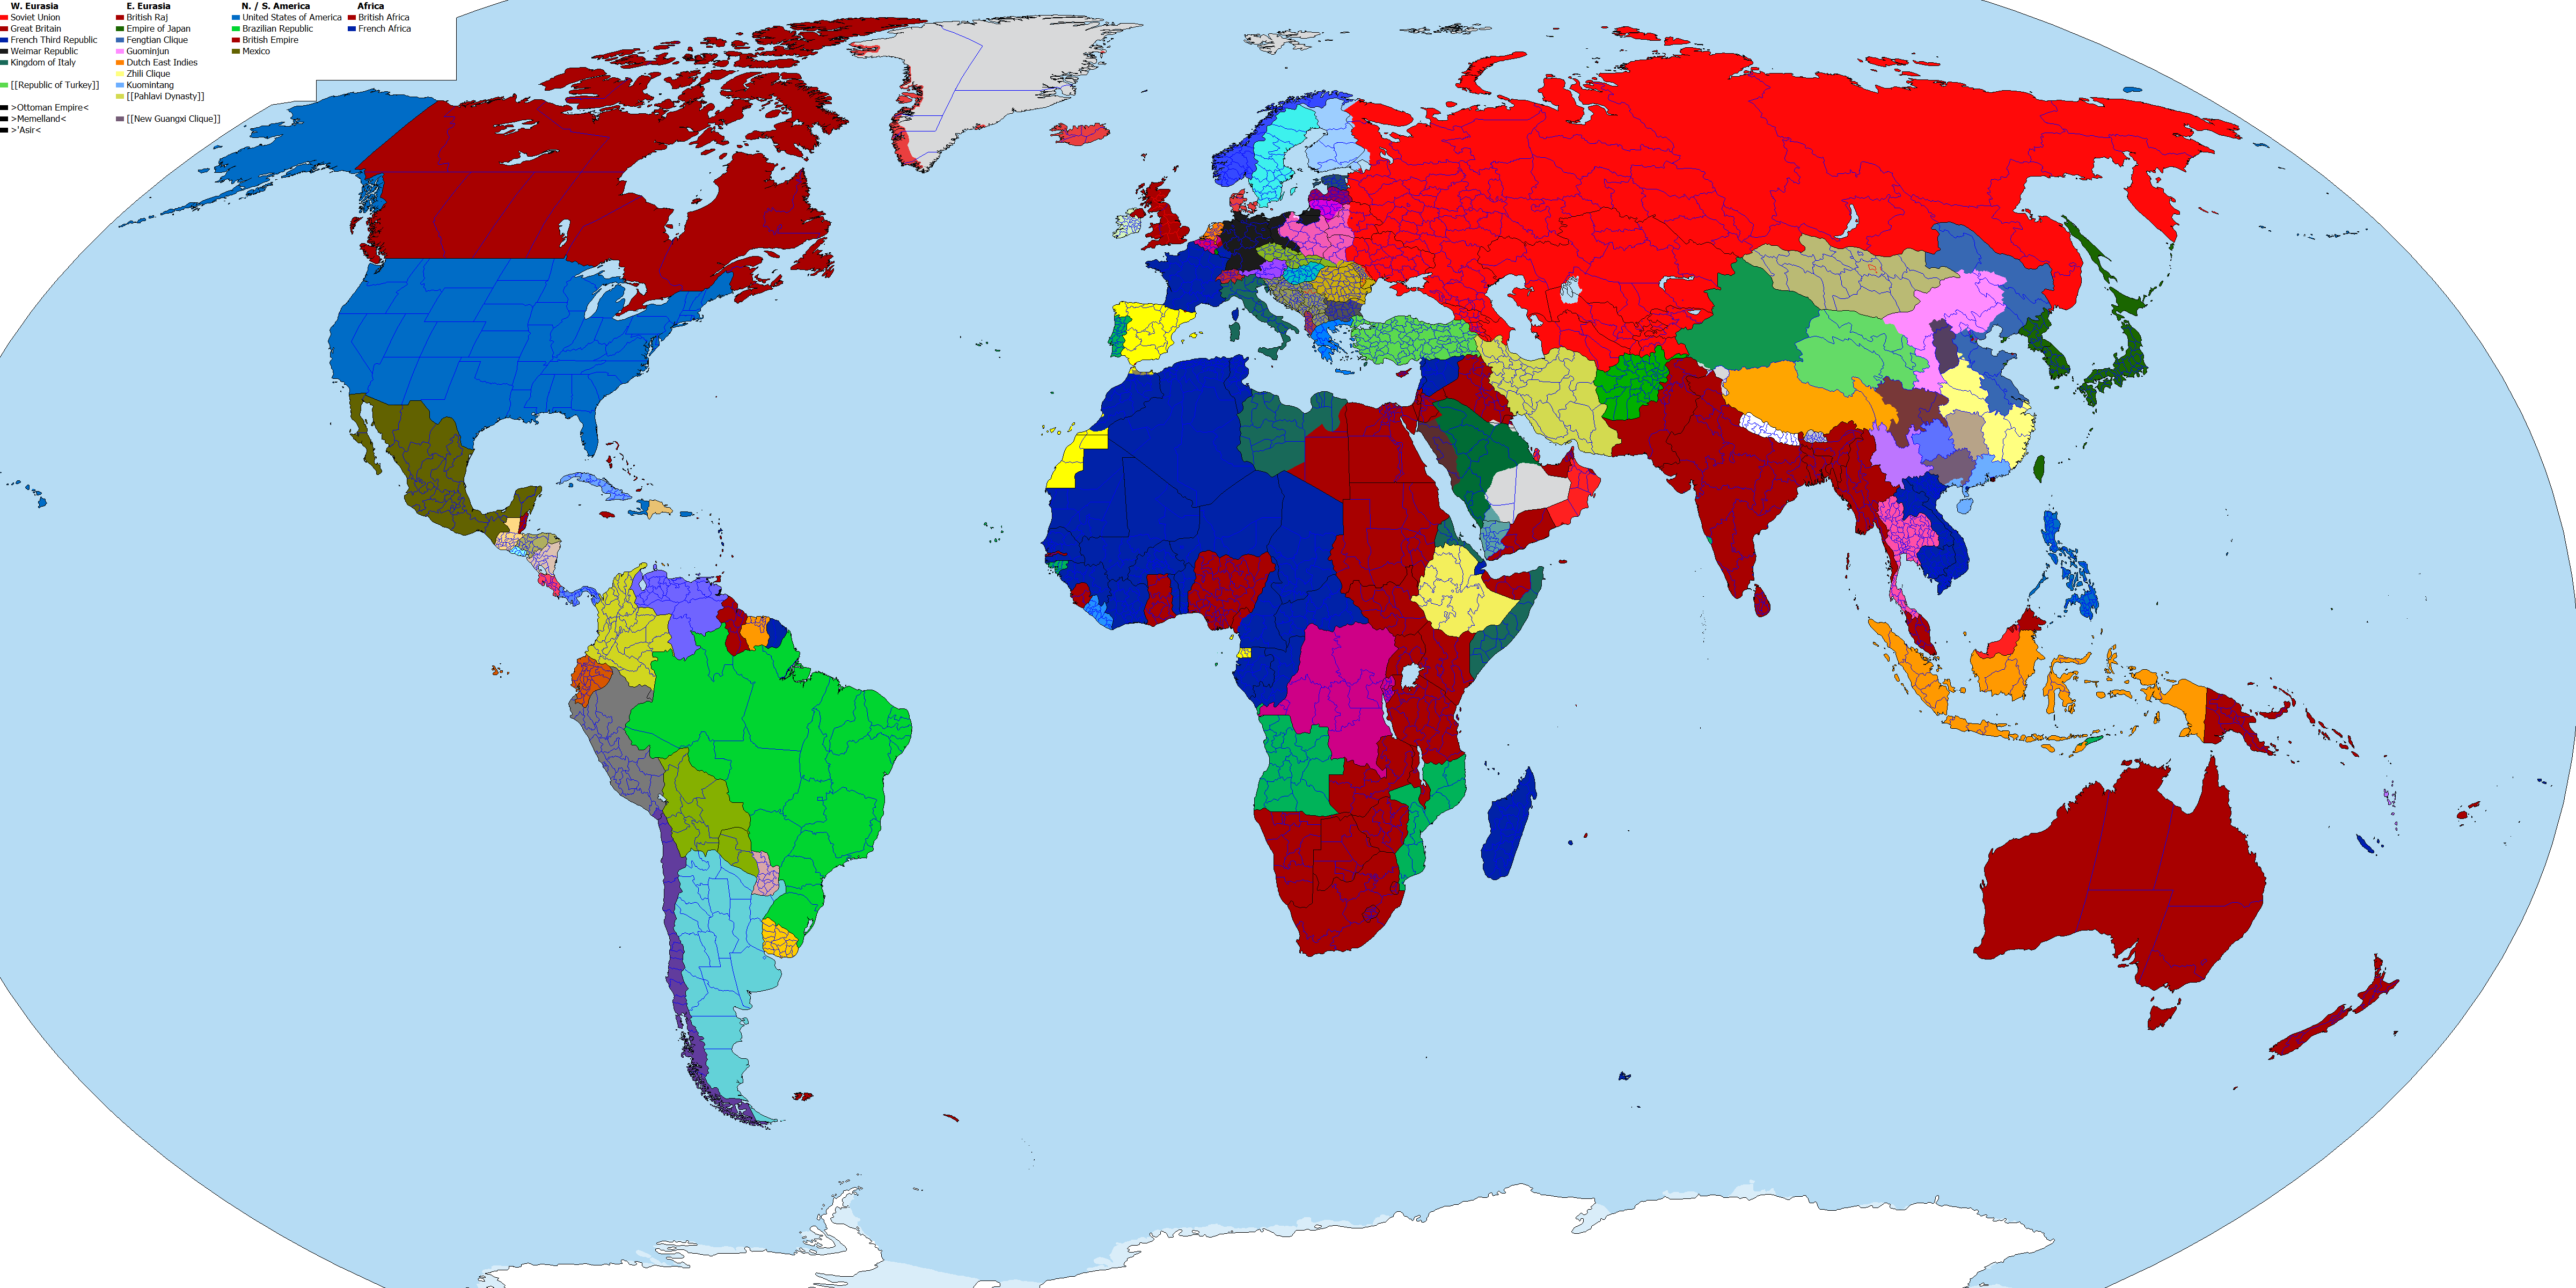 W. Eurasia
Soviet Union
Great Britain
French Third Republic
Weimar Republic
Kingdom of Italy
[[Republic of Turkey]]
>Ottoman Empire<
>Memelland<
>'Asir<
E. Eurasia
British Raj
Empire of Japan
Fengtian Clique
Guominjun
Dutch East Indies
Zhili Clique
Kuomintang
[[Pahlavi Dynasty]]
[[New Guangxi Clique]]
N. / S. America
United States of America
Brazilian Republic
British Empire
Mexico
Africa
British Africa
French Africa